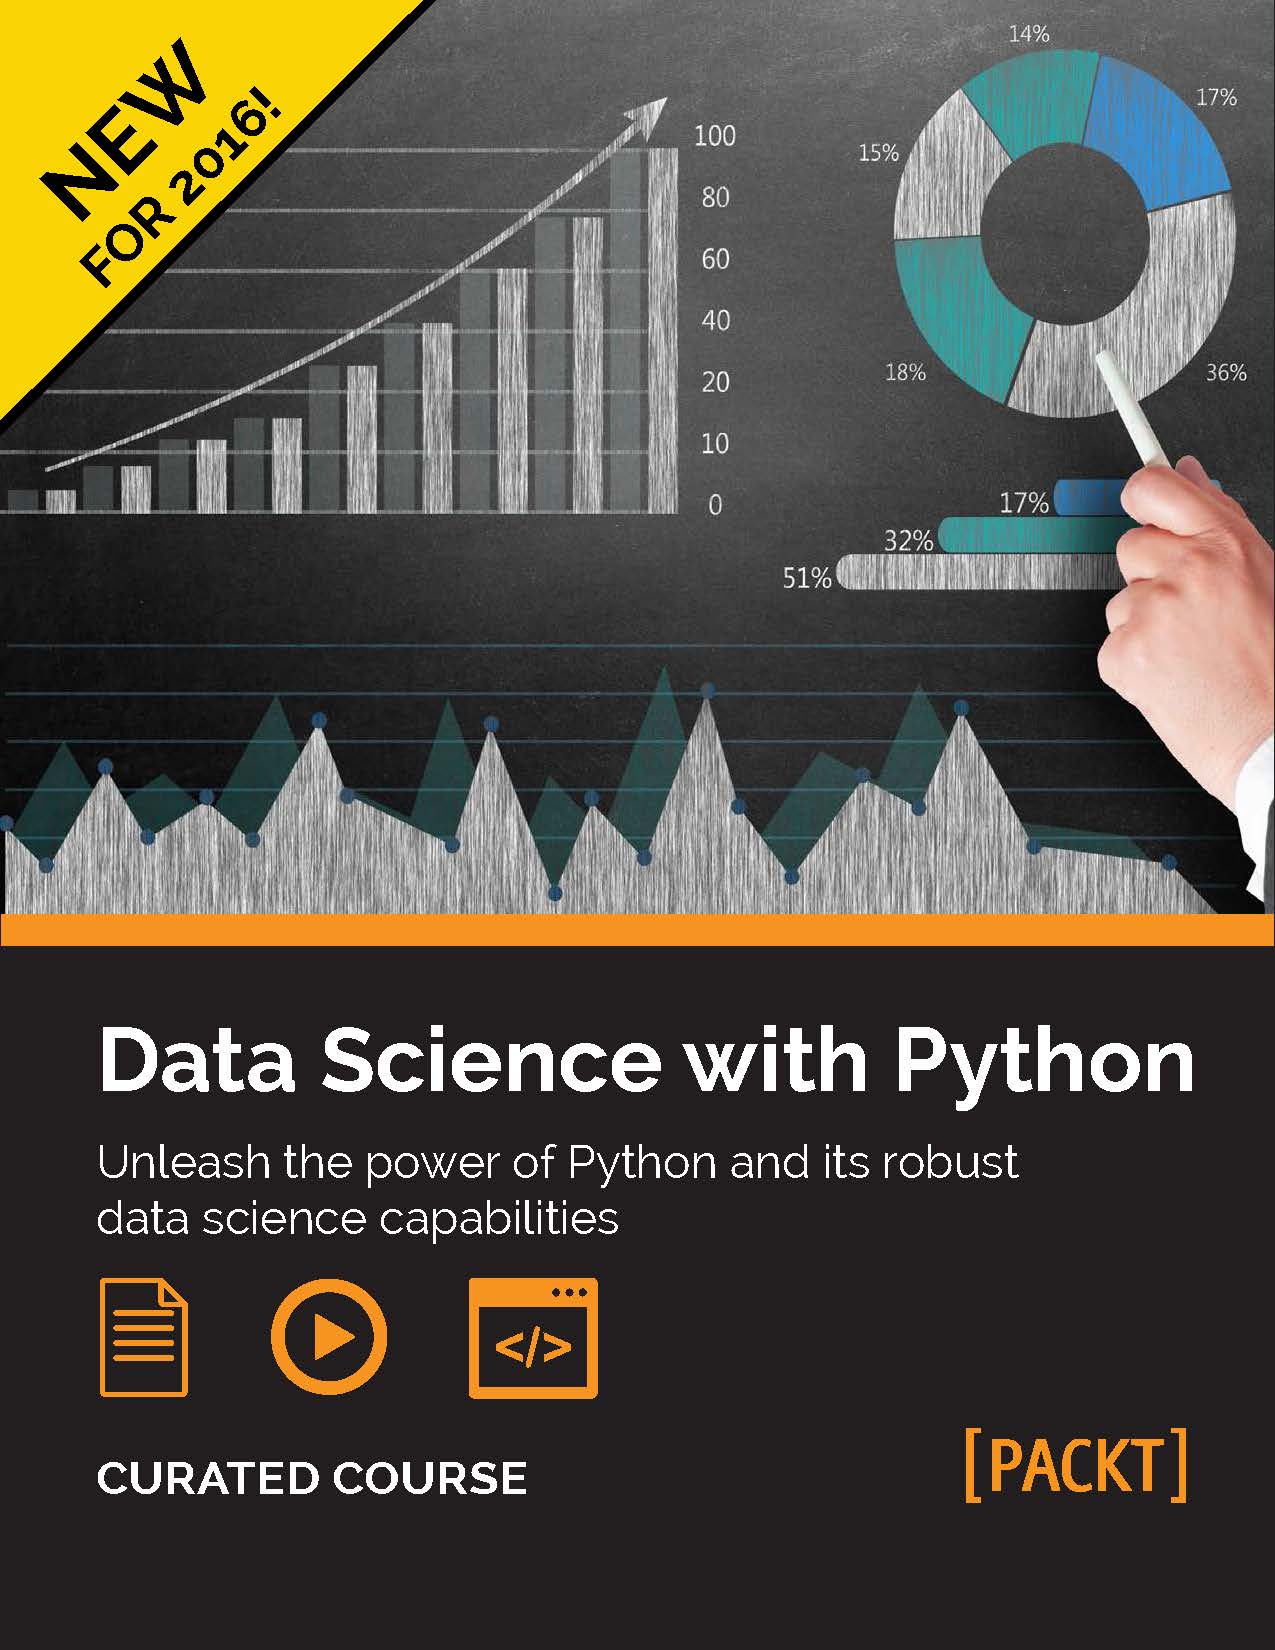 NEW
FOR 2016!
100
80
60
40
20
10
0
14%
17%
15%
18%
36%
17%
32%
51%
Data Science with Python
Unleash the power of Python and its robust
data science capabilities
</>
CURATED COURSE
[PACKT]